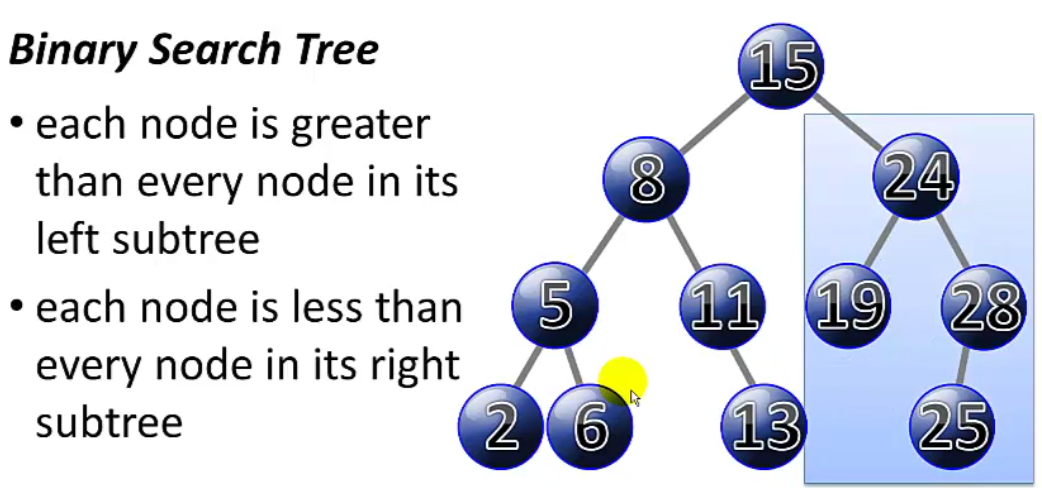 Binary Search Tree
• each node is greater
than every node in its
left subtree
• each node is less than
every node in its right
subtree
15
8
24
5
11
19
28
2
6
13
25